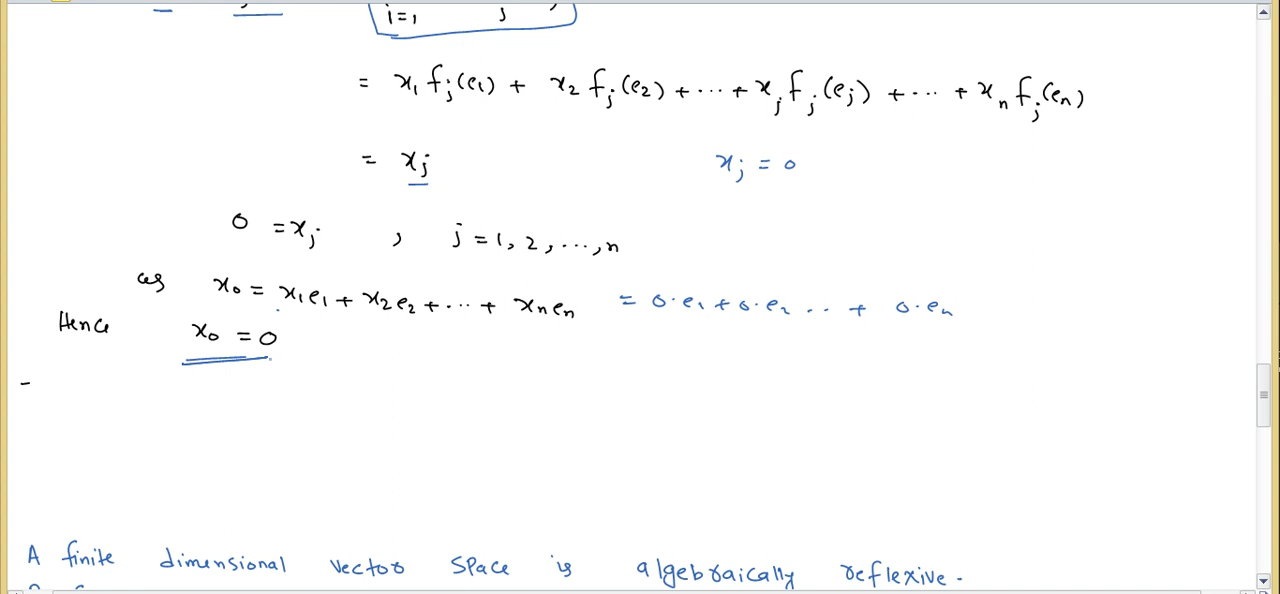 i=1 j
= x₁ fⱼ(e₁) + x₂ fⱼ(e₂) + ... + xⱼ fⱼ(eⱼ) + ... + xₙ fⱼ(eₙ)
= xⱼ xⱼ = 0
0 = xⱼ , j = 1, 2, ..., n
as x₀ = x₁e₁ + x₂e₂ + ... + xₙeₙ = 0·e₁ + 0·e₂ .. + 0·eₙ
Hence x₀ = 0
-
A finite dimensional vector space is algebraically reflexive.